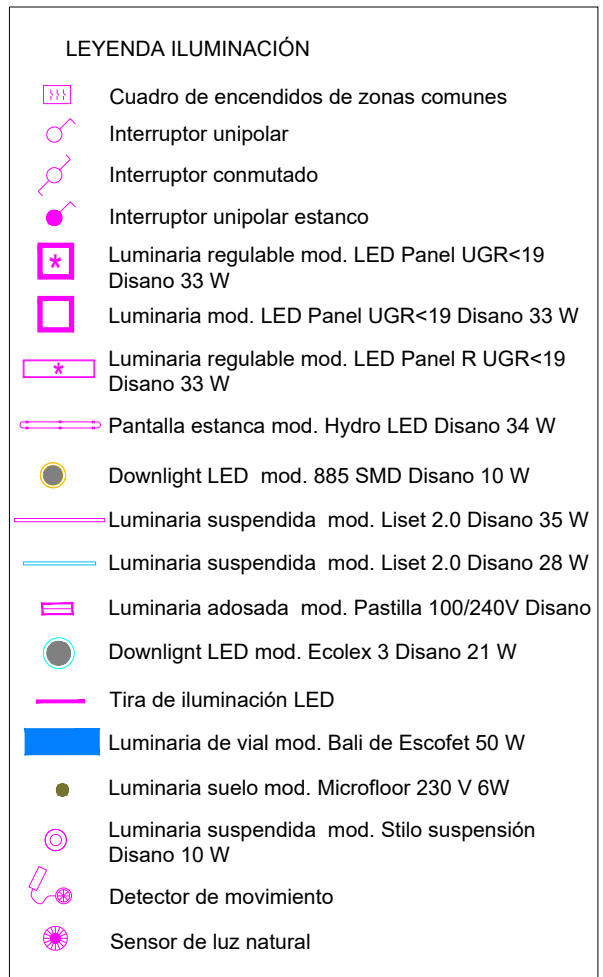 LEYENDA ILUMINACIÓN
Cuadro de encendidos de zonas comunes
Interruptor unipolar
Interruptor conmutado
Interruptor unipolar estanco
Luminaria regulable mod. LED Panel UGR<19
Disano 33 W
Luminaria mod. LED Panel UGR<19 Disano 33 W
Luminaria regulable mod. LED Panel R UGR<19
Disano 33 W
Pantalla estanca mod. Hydro LED Disano 34 W
Downlight LED mod. 885 SMD Disano 10 W
Luminaria suspendida mod. Liset 2.0 Disano 35 W
Luminaria suspendida mod. Liset 2.0 Disano 28 W
Luminaria adosada mod. Pastilla 100/240V Disano
Downlignt LED mod. Ecolex 3 Disano 21 W
Tira de iluminación LED
Luminaria de vial mod. Bali de Escofet 50 W
Luminaria suelo mod. Microfloor 230 V 6W
Luminaria suspendida mod. Stilo suspensión
Disano 10 W
Detector de movimiento
Sensor de luz natural